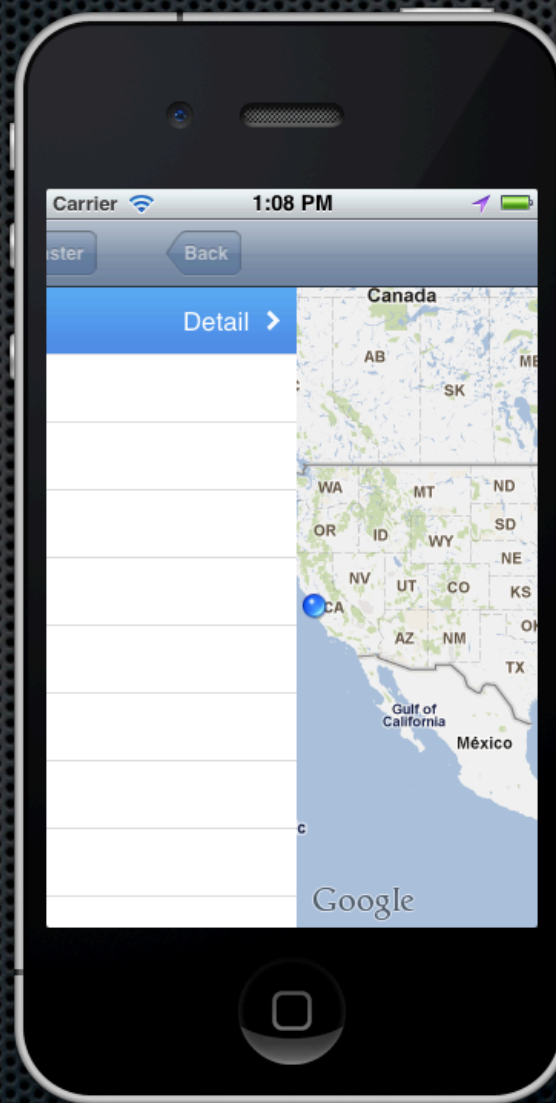 Carrier 1:08 PM
ster Back
Detail
Canada
AB
SK
WA MT ND
OR ID WY SD
NE
NV UT CO KS
CA
AZ NM
TX
Gulf of
California
México
Google